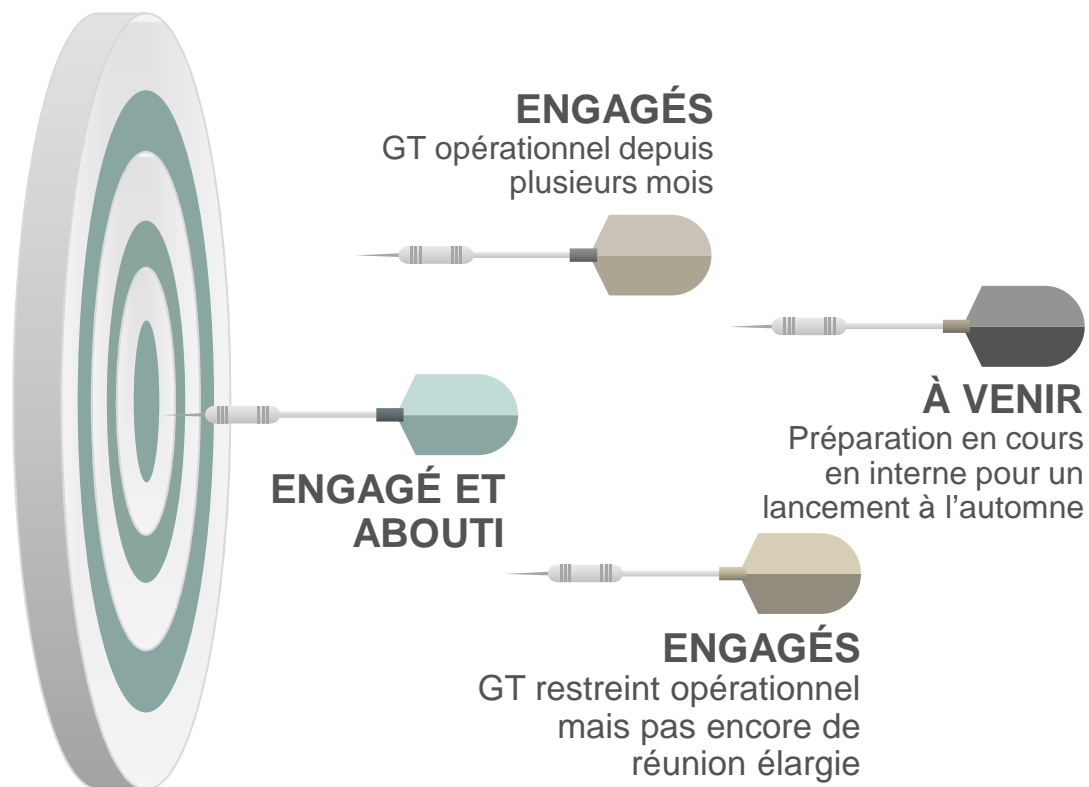 ENGAGÉS
GT opérationnel depuis
plusieurs mois
À VENIR
Préparation en cours
en interne pour un
lancement à l’automne
ENGAGÉ ET
ABOUTI
ENGAGÉS
GT restreint opérationnel
mais pas encore de
réunion élargie